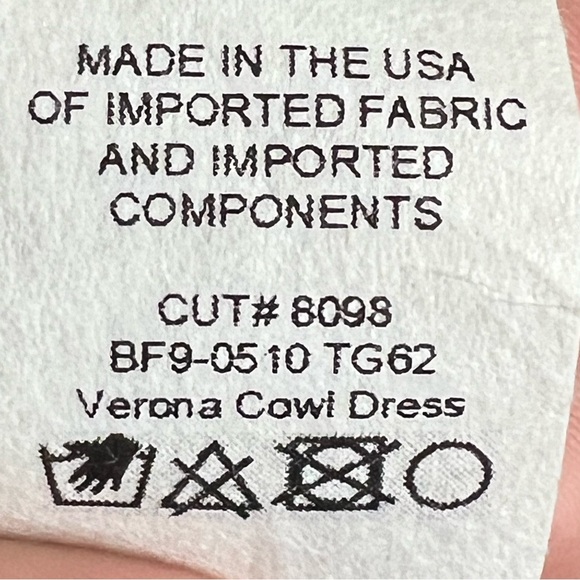 MADE IN THE USA
OF IMPORTED FABRIC
AND IMPORTED
COMPONENTS
CUT# 8098
BF9-0510 TG62
Verona Cowl Dress